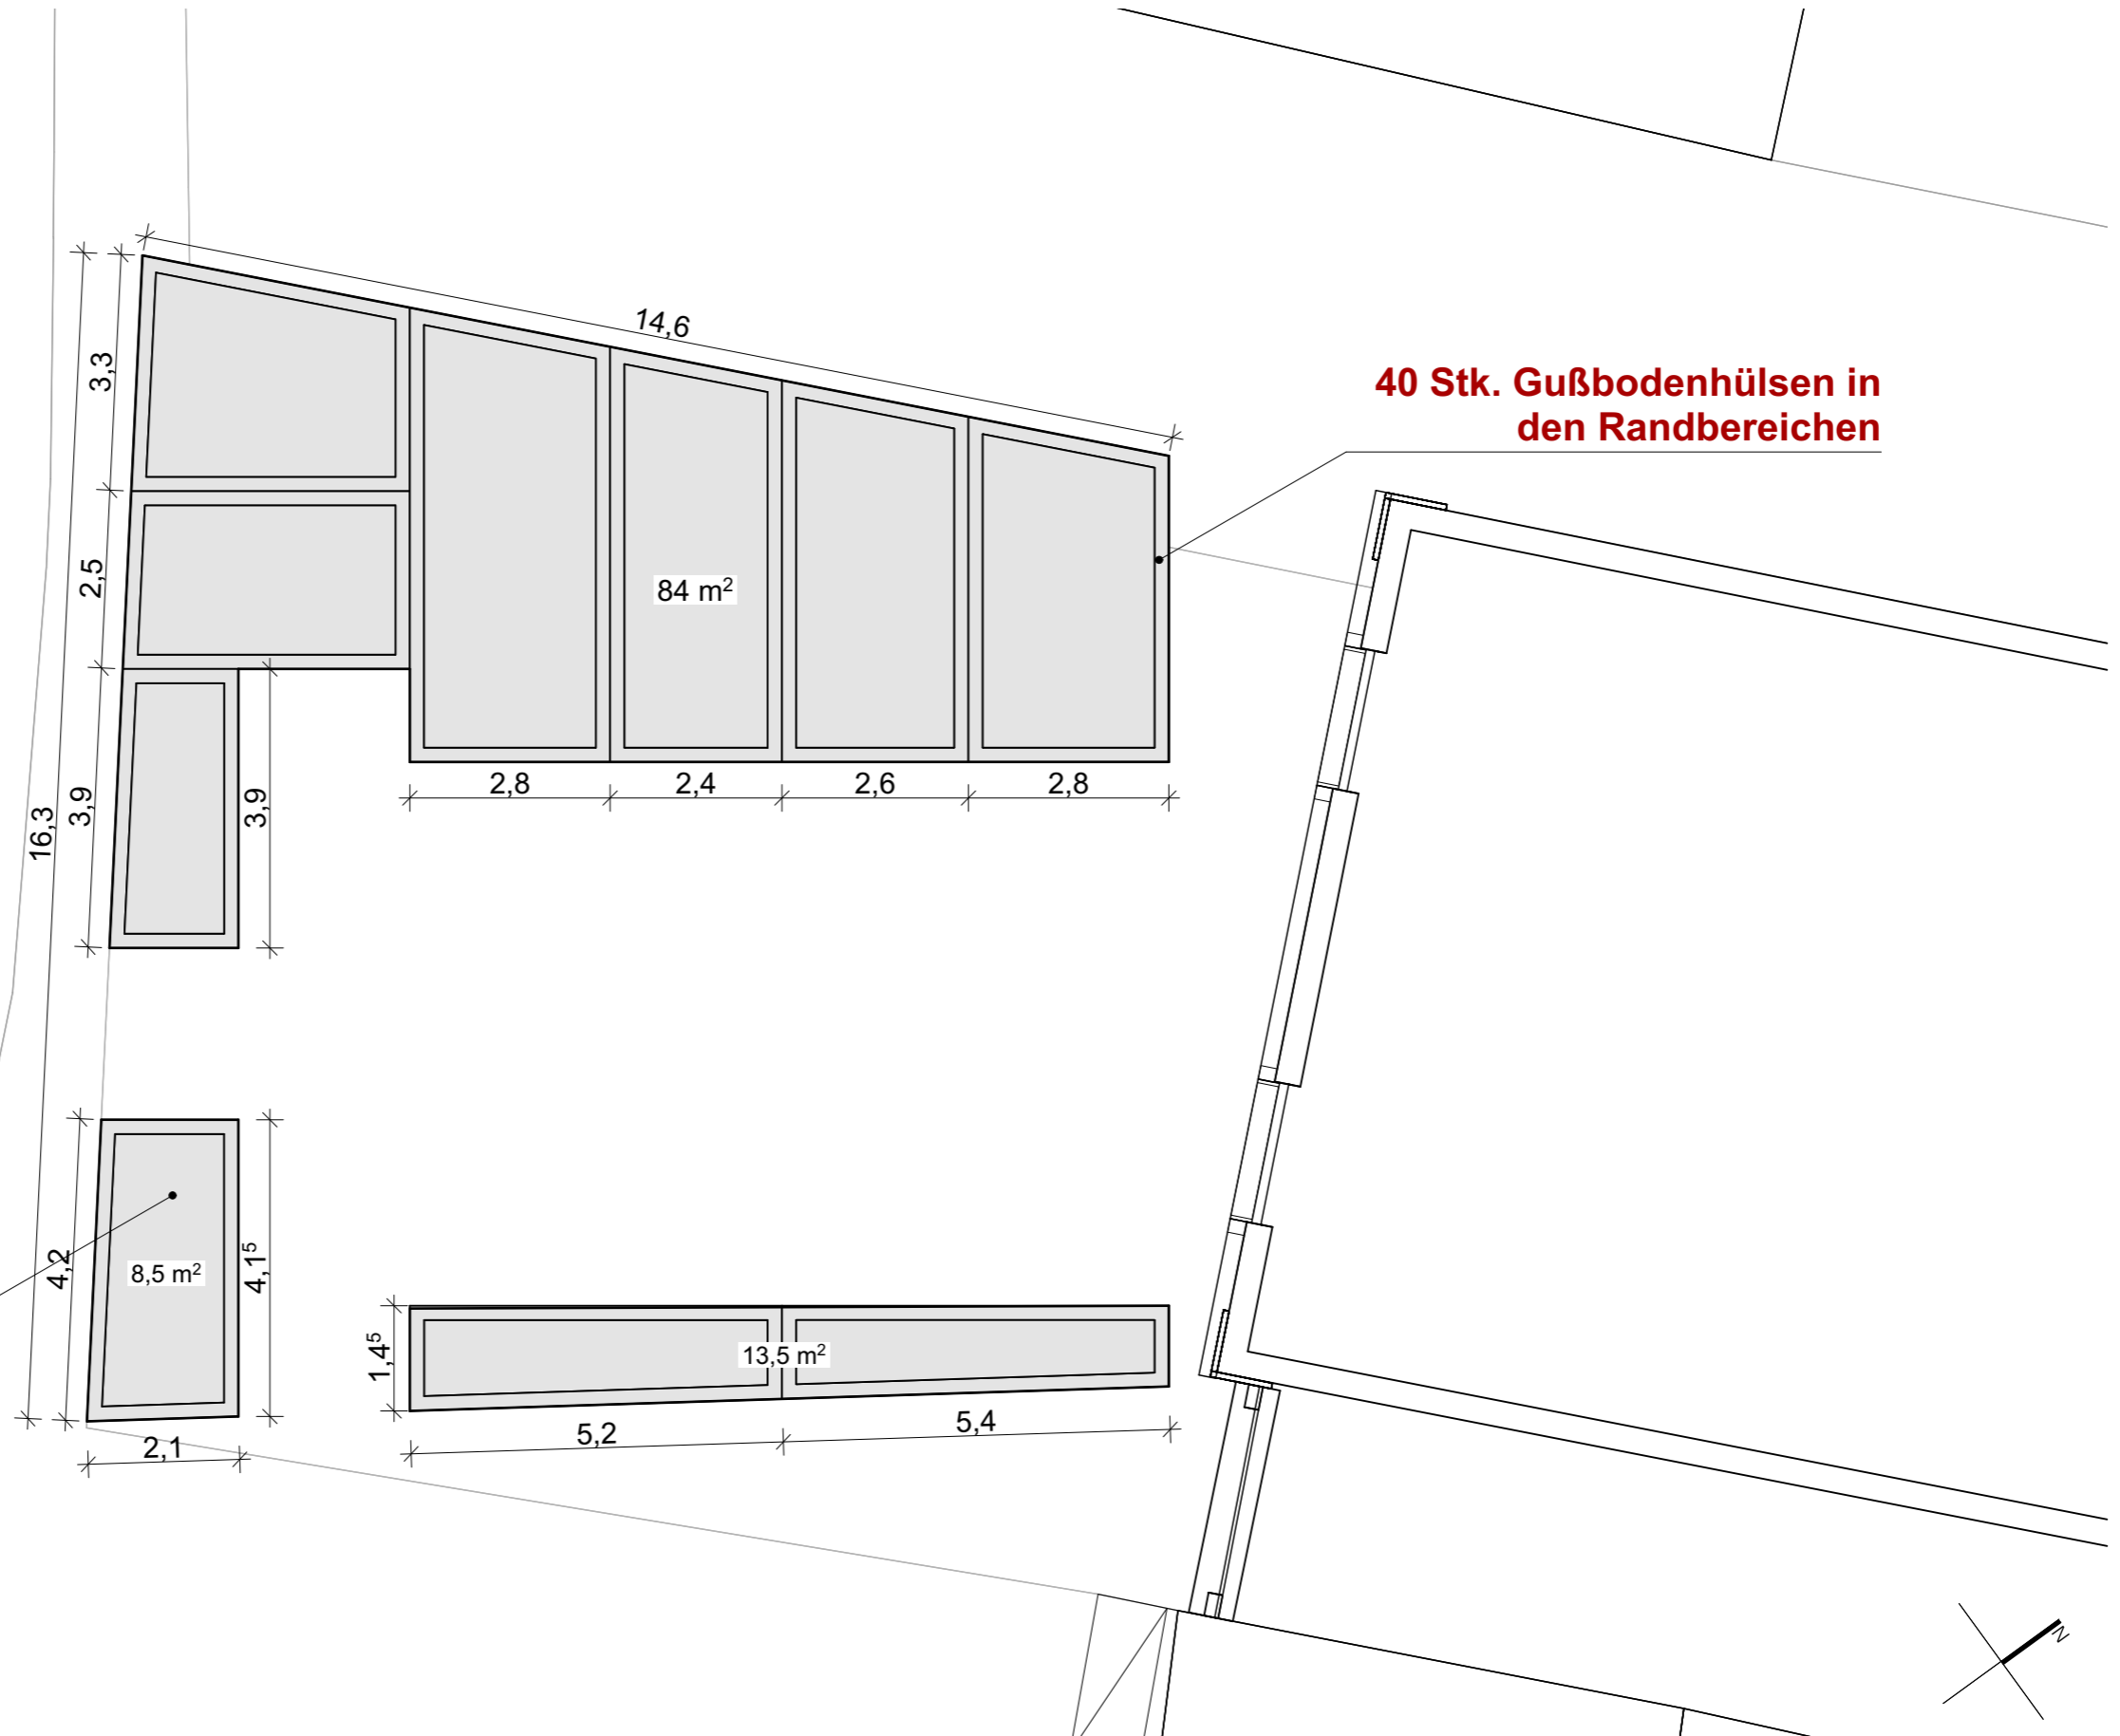 14,6
3,3
40 Stk. Gußbodenhülsen in
den Randbereichen
2,5
84 m²
2,8
2,4
2,6
2,8
3,9
3,9
16,3
4,2
8,5 m²
4,1⁵
1,4⁵
13,5 m²
5,2
5,4
2,1
N